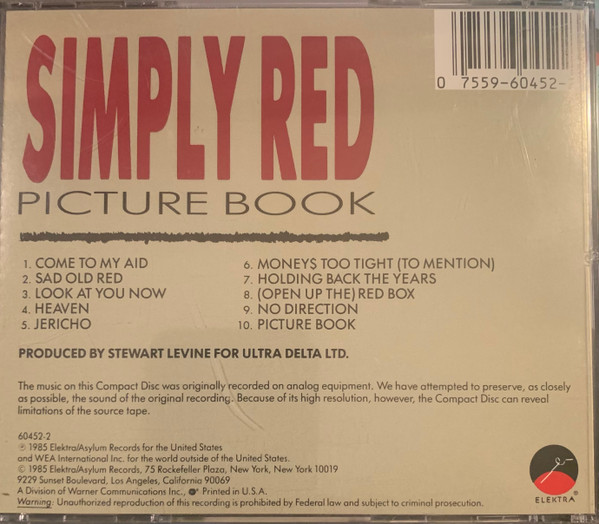 SIMPLY RED
0 7559-60452-
PICTURE BOOK
1. COME TO MY AID
2. SAD OLD RED
3. LOOK AT YOU NOW
4. HEAVEN
5. JERICHO
6. MONEY$ TOO TIGHT (TO MENTION)
7. HOLDING BACK THE YEARS
8. (OPEN UP THE) RED BOX
9. NO DIRECTION
10. PICTURE BOOK
PRODUCED BY STEWART LEVINE FOR ULTRA DELTA LTD.
The music on this Compact Disc was originally recorded on analog equipment. We have attempted to preserve, as closely
as possible, the sound of the original recording. Because of its high resolution, however, the Compact Disc can reveal
limitations of the source tape.
60452-2
℗ 1985 Elektra/Asylum Records for the United States
and WEA International Inc. for the world outside of the United States.
© 1985 Elektra/Asylum Records, 75 Rockefeller Plaza, New York, New York 10019
9229 Sunset Boulevard, Los Angeles, California 90069
A Division of Warner Communications Inc., Printed in U.S.A.
Warning: Unauthorized reproduction of this recording is prohibited by Federal law and subject to criminal prosecution.
ELEKTRA®